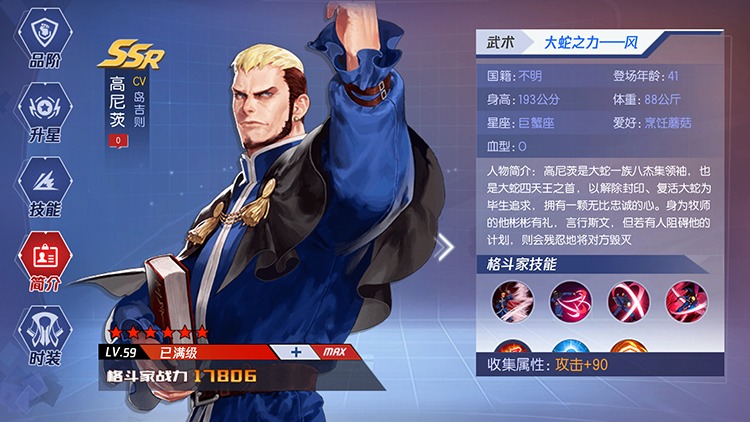 品阶
升星
技能
简介
时装
SSR
高尼茨
CV
岛吉则
0
LV.59
已满级
+
MAX
格斗家战力 17806
武术
大蛇之力——风
国籍:不明
登场年龄:41
身高:193公分
体重:88公斤
星座:巨蟹座
爱好:烹饪蘑菇
血型:O
人物简介:高尼茨是大蛇一族八杰集领袖，也
是大蛇四天王之首，以解除封印、复活大蛇为
毕生追求，拥有一颗无比忠诚的心。身为牧师
的他彬彬有礼，言行斯文，但若有人阻碍他的
计划，则会残忍地将对方毁灭
格斗家技能
收集属性:攻击+90